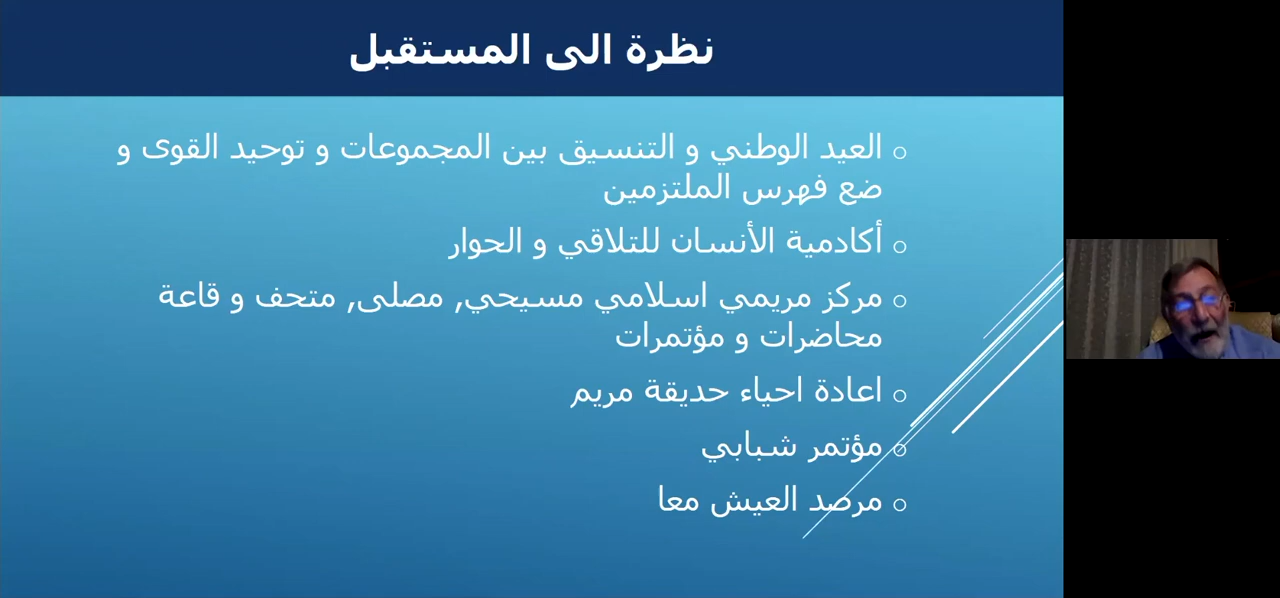 نظرة الى المستقبل
العيد الوطني و التنسيق بين المجموعات و توحيد القوى و
ضع فهرس الملتزمين
أكادمية الأنسان للتلاقي و الحوار
مركز مريمي اسلامي مسيحي, مصلى, متحف و قاعة
محاضرات و مؤتمرات
اعادة احياء حديقة مريم
مؤتمر شبابي
مرصد العيش معا